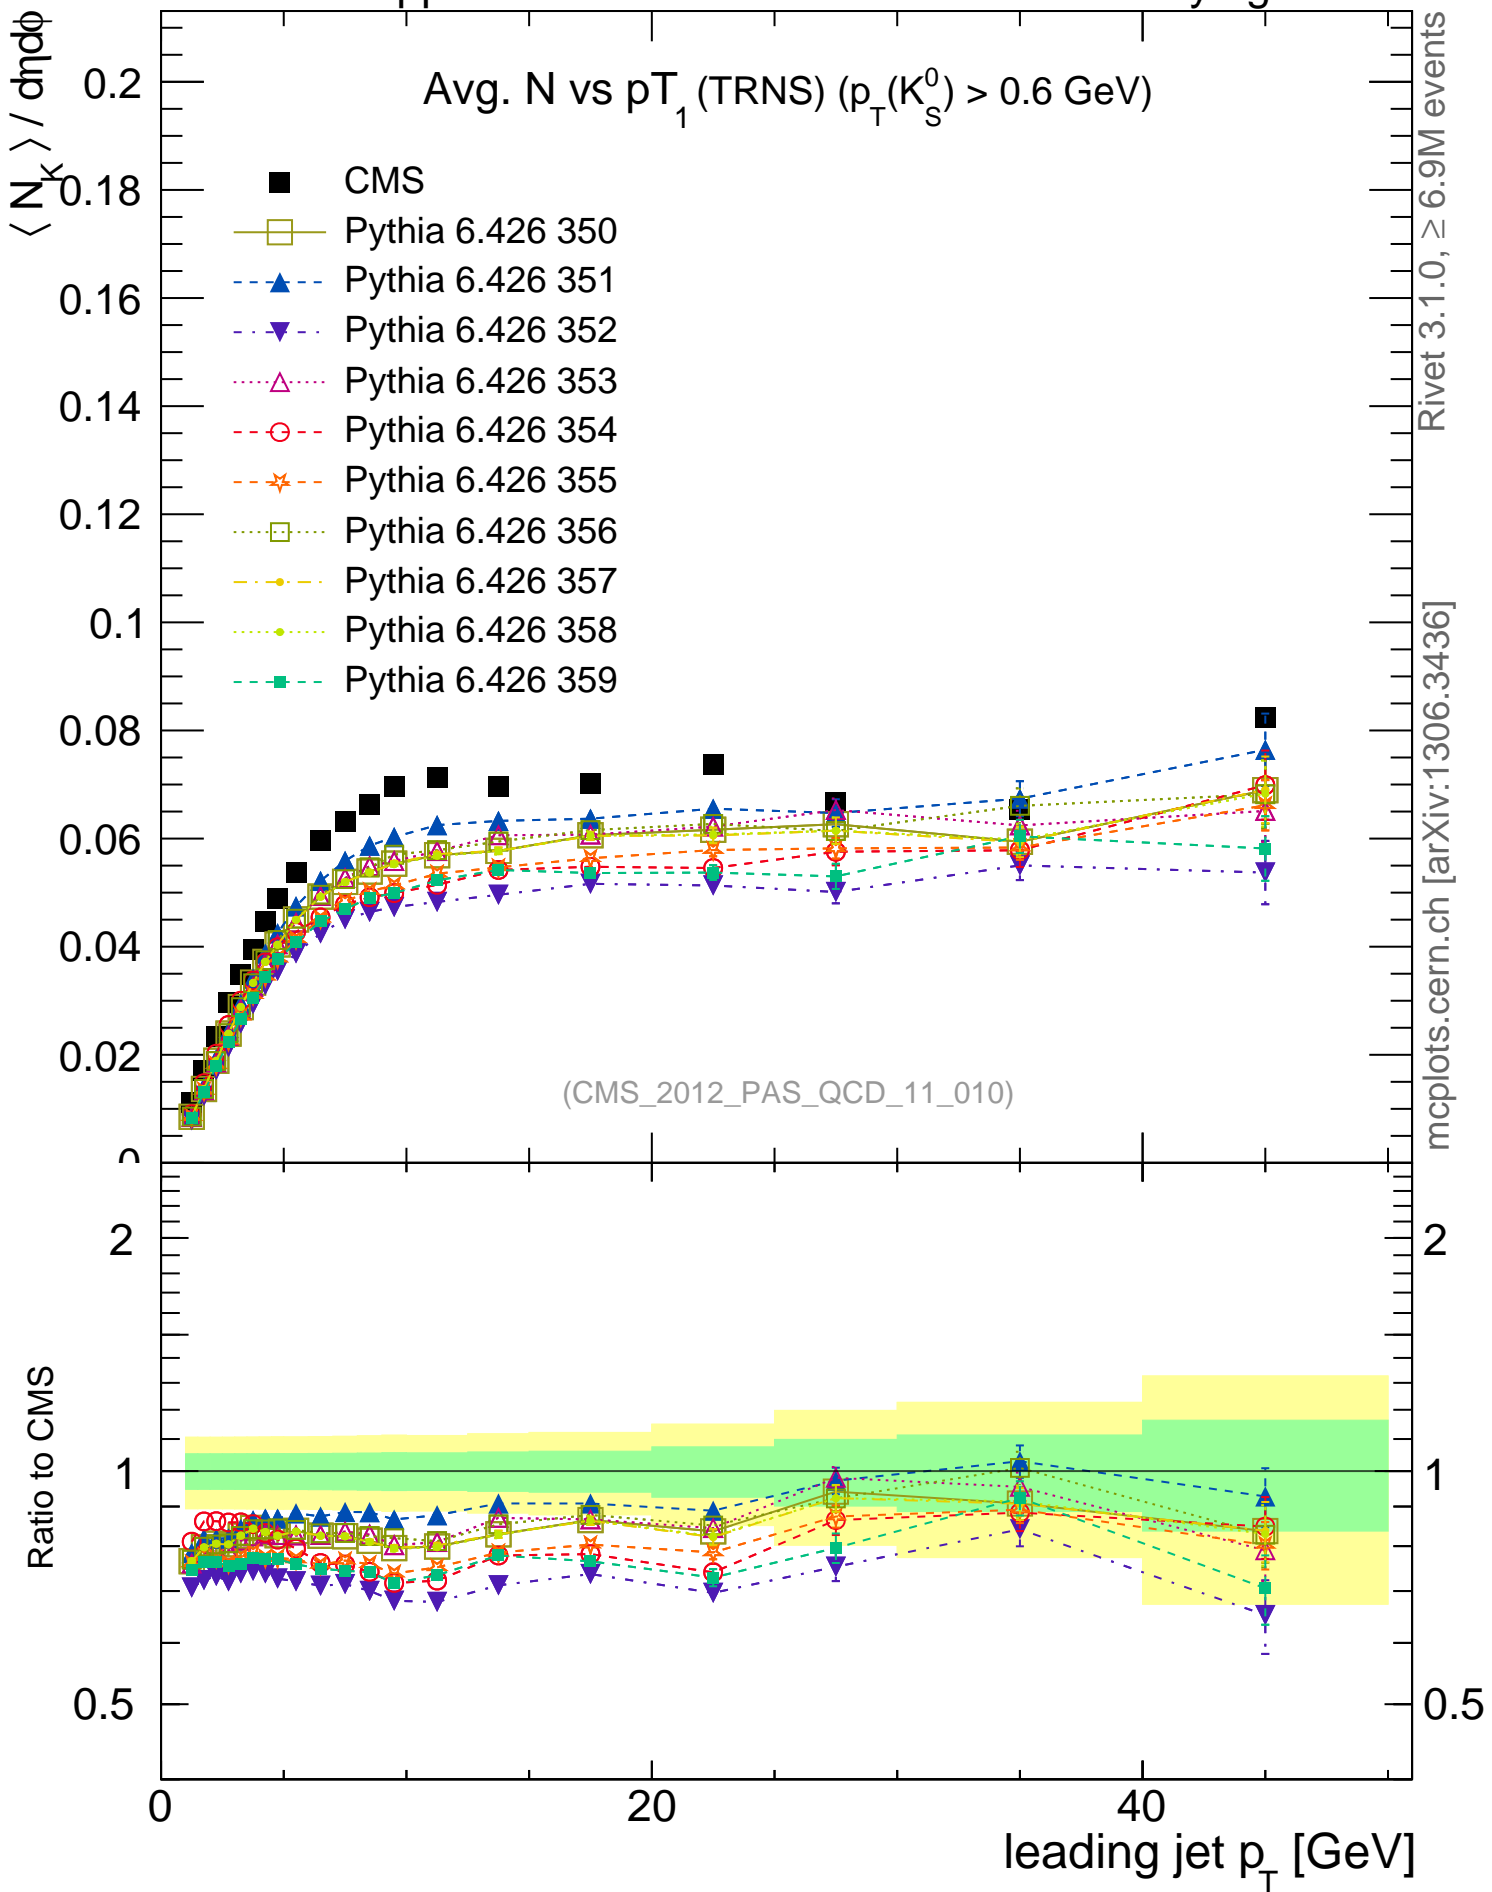 Avg. N vs pT1 (TRNS) (pT(K0S) > 0.6 GeV)
⟨ NK ⟩ / dηdϕ
0.2
0.18
0.16
0.14
0.12
0.1
0.08
0.06
0.04
0.02
0
CMS
Pythia 6.426 350
Pythia 6.426 351
Pythia 6.426 352
Pythia 6.426 353
Pythia 6.426 354
Pythia 6.426 355
Pythia 6.426 356
Pythia 6.426 357
Pythia 6.426 358
Pythia 6.426 359
(CMS_2012_PAS_QCD_11_010)
Rivet 3.1.0, ≥ 6.9M events
mcplots.cern.ch [arXiv:1306.3436]
Ratio to CMS
2
1
0.5
2
1
0.5
0
20
40
leading jet pT [GeV]